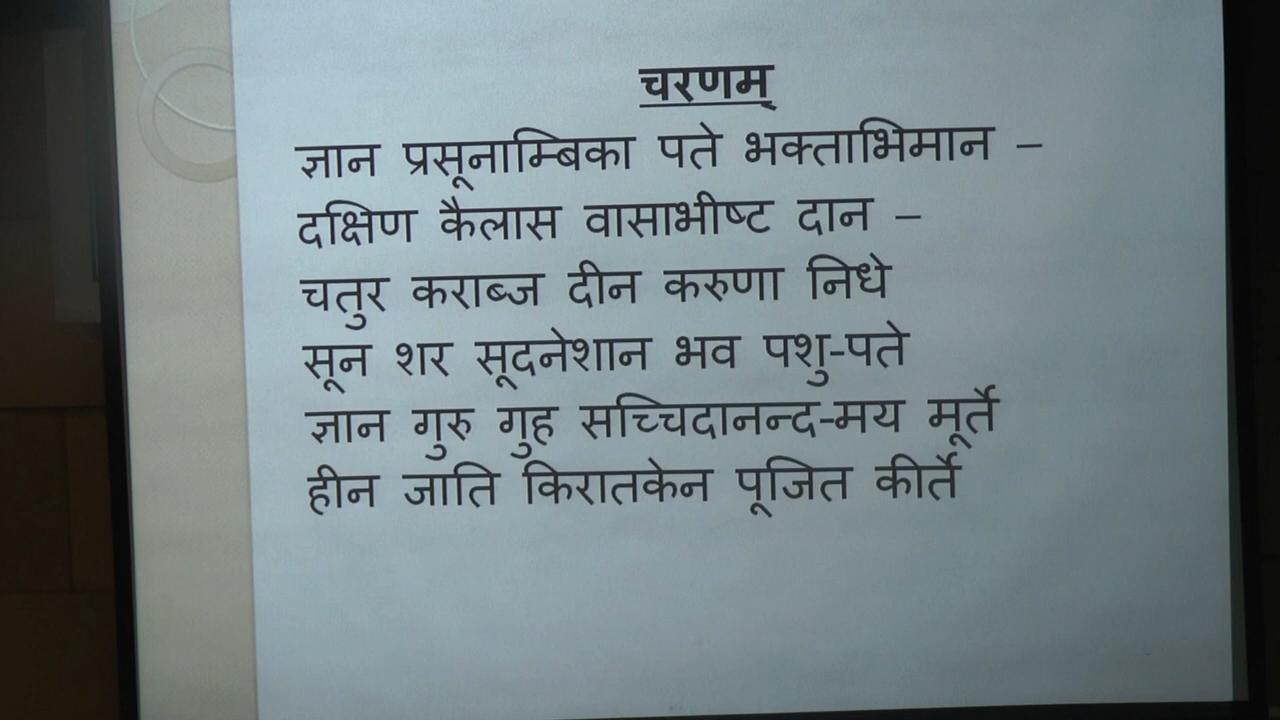 चरणम्
ज्ञान प्रसूनाम्बिका पते भक्ताभिमान –
दक्षिण कैलास वासाभीष्ट दान –
चतुर कराब्ज दीन करुणा निधे
सून शर सूदनेशान भव पशु-पते
ज्ञान गुरु गुह सच्चिदानन्द-मय मूर्ते
हीन जाति किरातकेन पूजित कीर्ते